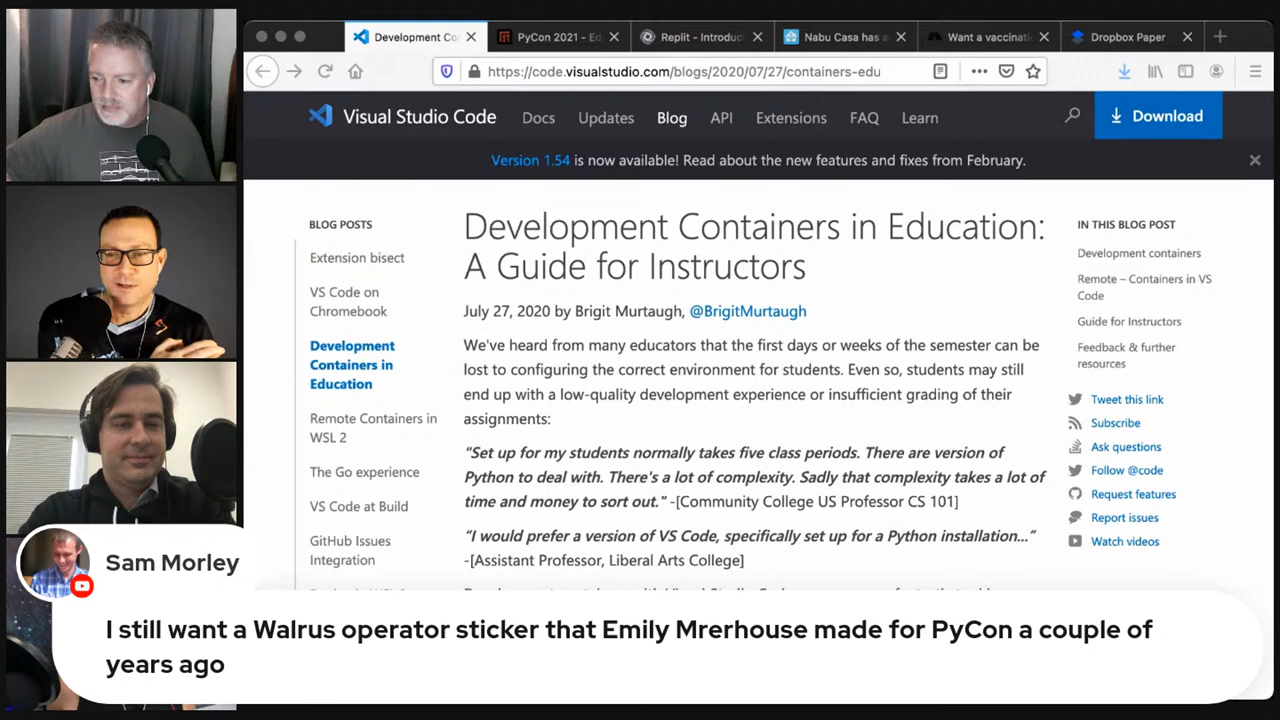 Development Co
PyCon 2021 - Ed
Replit - Introduc
Nabu Casa has a
Want a vaccinati
Dropbox Paper
https://code.visualstudio.com/blogs/2020/07/27/containers-edu
Visual Studio Code
Docs
Updates
Blog
API
Extensions
FAQ
Learn
Download
Version 1.54 is now available! Read about the new features and fixes from February.
BLOG POSTS
Extension bisect
VS Code on
Chromebook
Development
Containers in
Education
Remote Containers in
WSL 2
The Go experience
VS Code at Build
GitHub Issues
Integration
Development Containers in Education:
A Guide for Instructors
July 27, 2020 by Brigit Murtaugh, @BrigitMurtaugh
We've heard from many educators that the first days or weeks of the semester can be
lost to configuring the correct environment for students. Even so, students may still
end up with a low-quality development experience or insufficient grading of their
assignments:
"Set up for my students normally takes five class periods. There are version of
Python to deal with. There's a lot of complexity. Sadly that complexity takes a lot of
time and money to sort out." -[Community College US Professor CS 101]
"I would prefer a version of VS Code, specifically set up for a Python installation..."
-[Assistant Professor, Liberal Arts College]
IN THIS BLOG POST
Development containers
Remote – Containers in VS
Code
Guide for Instructors
Feedback & further
resources
Tweet this link
Subscribe
Ask questions
Follow @code
Request features
Report issues
Watch videos
Sam Morley
I still want a Walrus operator sticker that Emily Mrerhouse made for PyCon a couple of
years ago